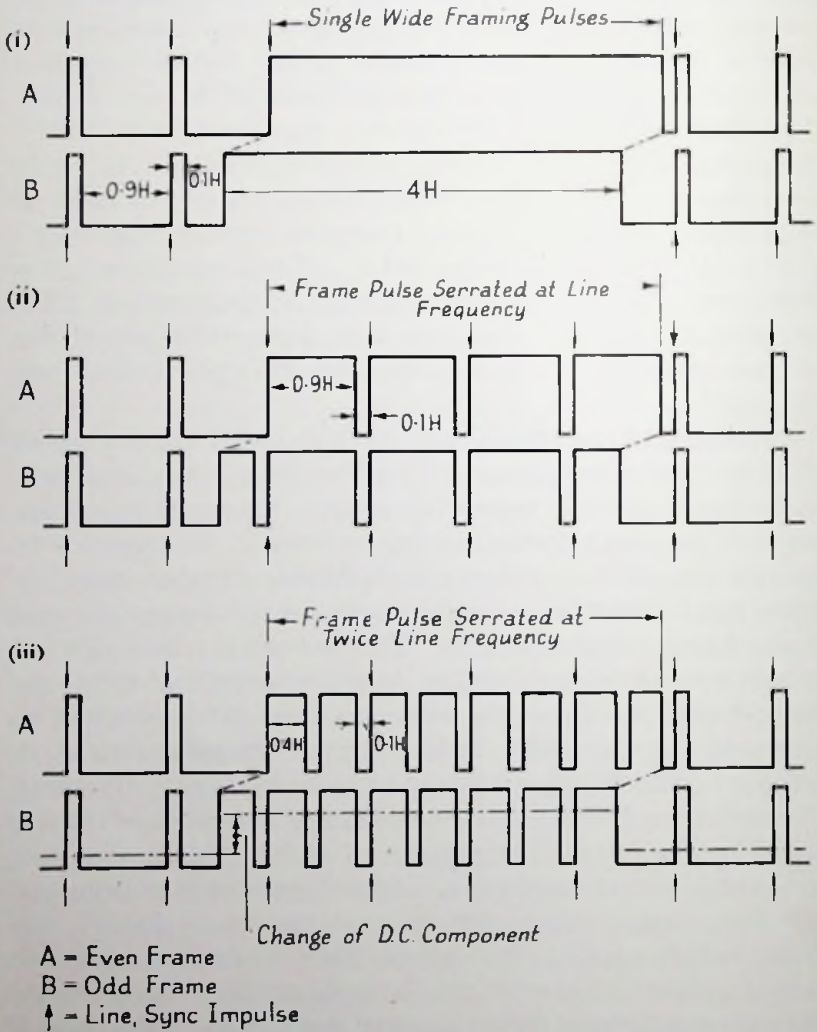 Single Wide Framing Pulses
(i)
A
B
0·9H
0·1H
4H
(ii)
Frame Pulse Serrated at Line
Frequency
A
0·9H
0·1H
B
Frame Pulse Serrated at
Twice Line Frequency
(iii)
A
0·4H
0·1H
B
Change of D.C. Component
A = Even Frame
B = Odd Frame
= Line, Sync Impulse